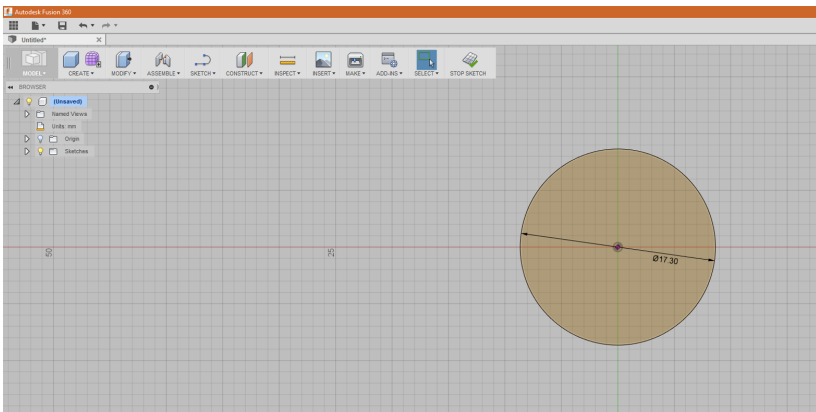 Autodesk Fusion 360
Untitled*
MODEL CREATE MODIFY ASSEMBLE SKETCH CONSTRUCT INSPECT INSERT MAKE ADD-INS SELECT STOP SKETCH
BROWSER
(Unsaved)
Named Views
Units: mm
Origin
Sketches
50
25
Ø17.30